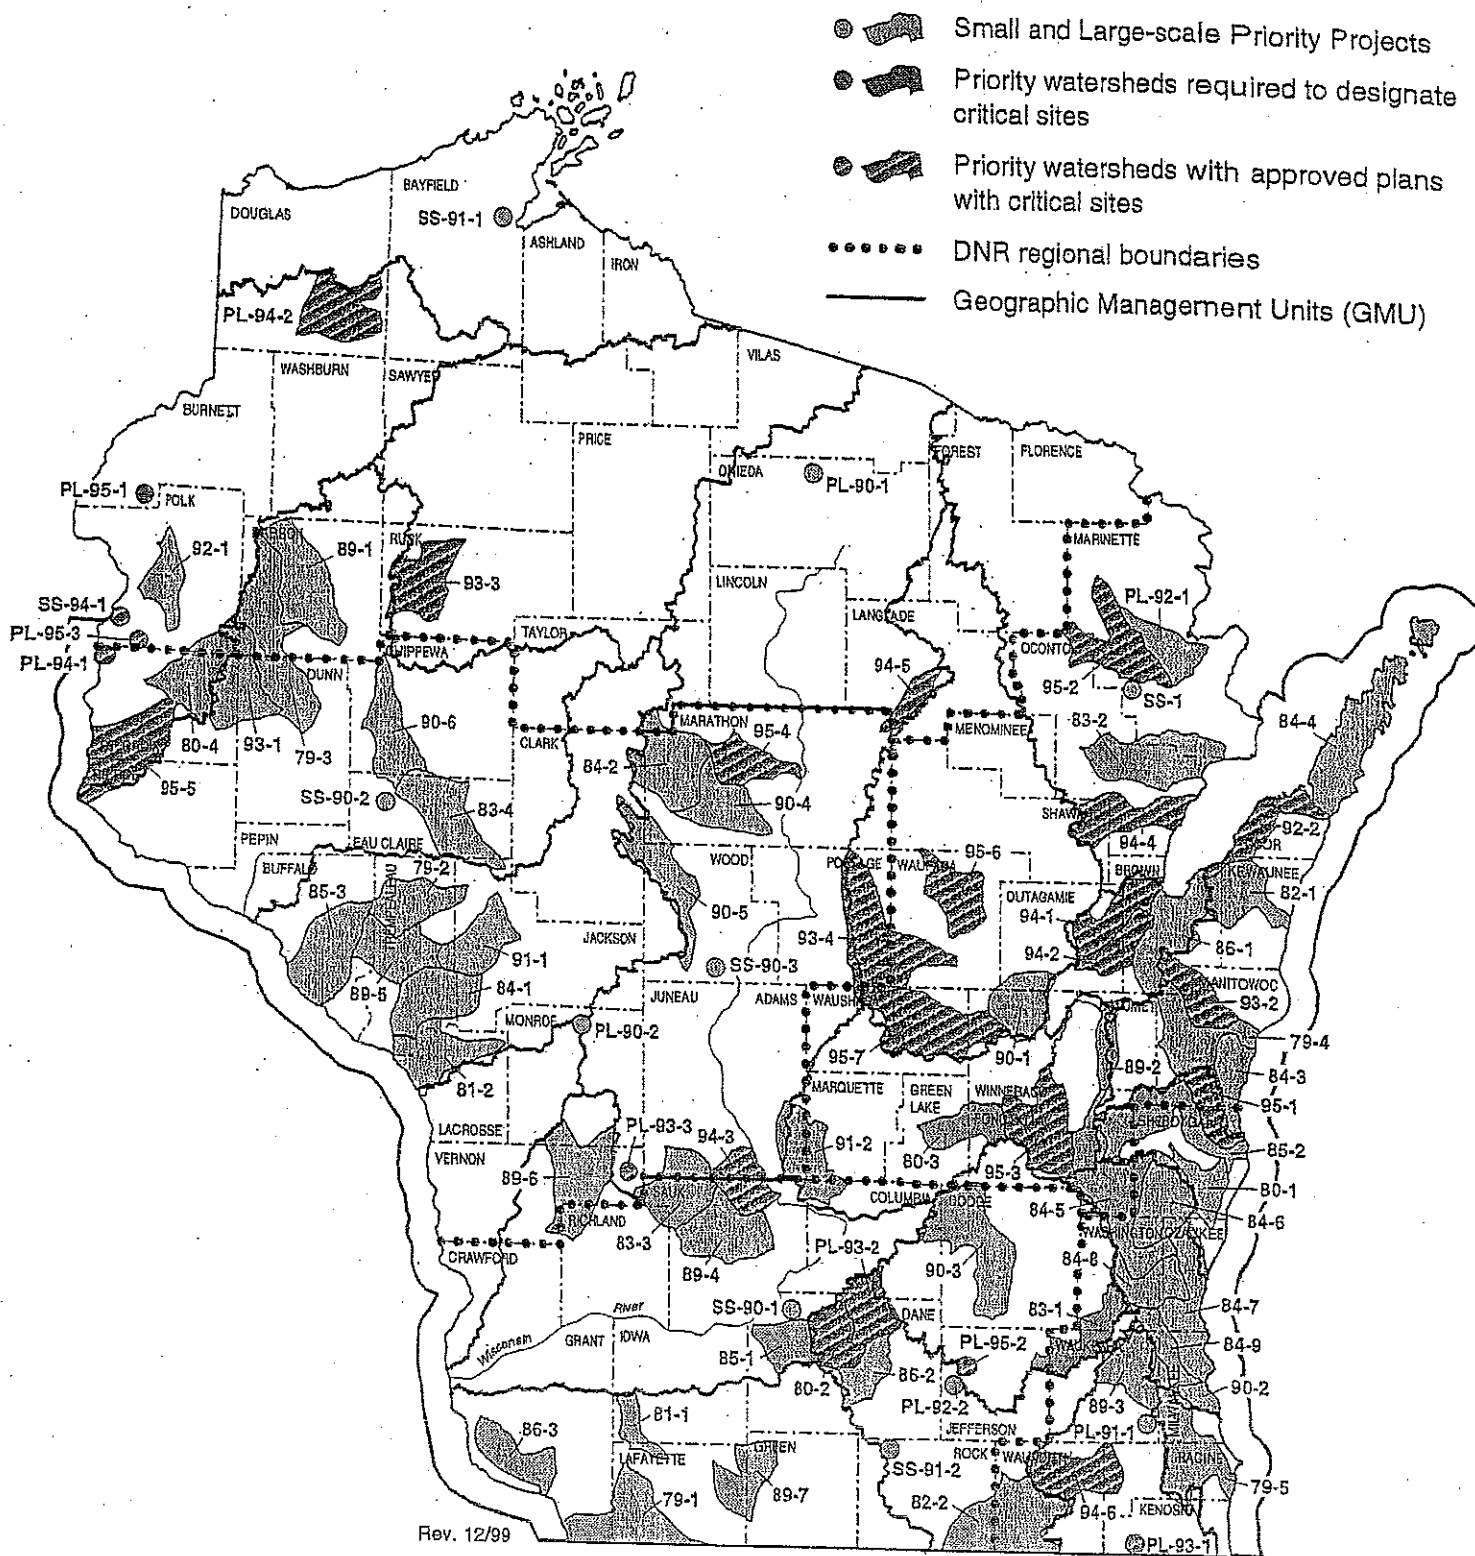 Small and Large-scale Priority Projects
Priority watersheds required to designate
critical sites
Priority watersheds with approved plans
with critical sites
DNR regional boundaries
Geographic Management Units (GMU)
BAYFIELD
DOUGLAS
SS-91-1
ASHLAND
IRON
PL-94-2
VILAS
WASHBURN
SAWYER
BURNETT
PRICE
FOREST
FLORENCE
ONIEDA
PL-90-1
PL-95-1
POLK
RUSK
MARINETTE
92-1
89-1
93-3
LINCOLN
PL-92-1
SS-94-1
LANGLADE
PL-95-3
TAYLOR
OCONTO
PL-94-1
CHIPPEWA
DUNN
94-5
95-2
SS-1
90-6
MARATHON
83-2
84-4
80-4
93-1
CLARK
95-4
MENOMINEE
79-3
84-2
95-5
SS-90-2
83-4
90-4
SHAWANO
92-2
PEPIN
EAU CLAIRE
94-4
BUFFALO
79-2
WOOD
PORTAGE
WAUPACA
95-6
BROWN
KEWAUNEE
85-3
OUTAGAMIE
82-1
90-5
94-1
JACKSON
93-4
86-1
91-1
94-2
SS-90-3
89-5
84-1
JUNEAU
ADAMS
MANITOWOC
93-2
MONROE
PL-90-2
95-7
90-1
79-4
81-2
89-2
84-3
MARQUETTE
GREEN
LAKE
WINNEBAGO
95-1
LACROSSE
PL-93-3
94-3
91-2
VERNON
80-3
85-2
89-6
95-3
80-1
SAUK
COLUMBIA
DODGE
84-5
RICHLAND
84-6
83-3
WASHINGTON
OZAUKEE
CRAWFORD
PL-93-2
84-8
89-4
90-3
SS-90-1
83-1
84-7
River
DANE
Wisconsin
GRANT
IOWA
PL-95-2
85-1
86-2
84-9
80-2
90-2
PL-92-2
89-3
81-1
PL-91-1
86-3
JEFFERSON
LAFAYETTE
GREEN
ROCK
WALWORTH
RACINE
SS-91-2
79-1
89-7
79-5
82-2
94-6
KENOSHA
Rev. 12/99
PL-93-1